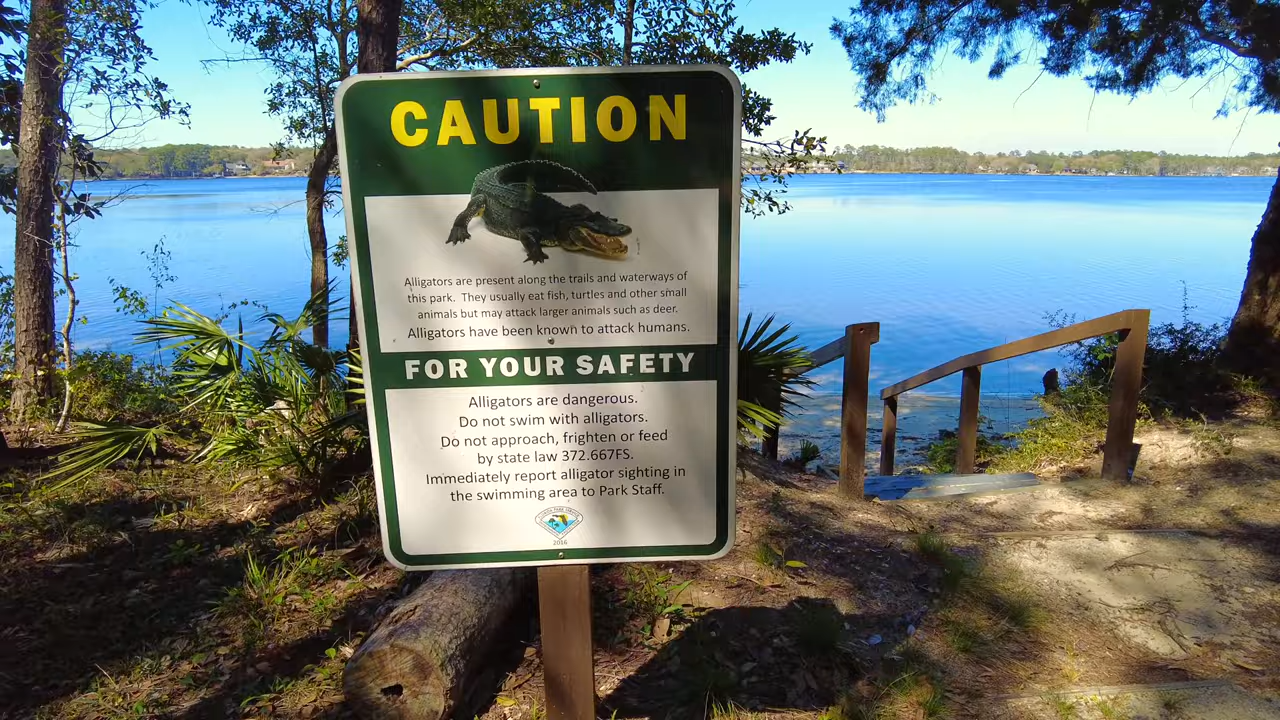 CAUTION
Alligators are present along the trails and waterways of
this park. They usually eat fish, turtles and other small
animals but may attack larger animals such as deer.
Alligators have been known to attack humans.
FOR YOUR SAFETY
Alligators are dangerous.
Do not swim with alligators.
Do not approach, frighten or feed
by state law 372.667FS.
Immediately report alligator sighting in
the swimming area to Park Staff.
2016